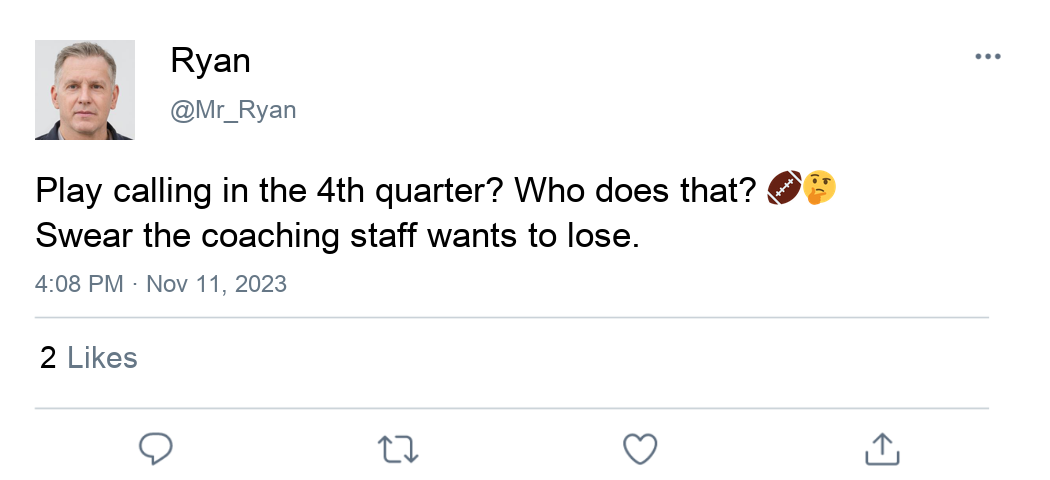 Ryan
@Mr_Ryan
Play calling in the 4th quarter? Who does that? 🏈🤔
Swear the coaching staff wants to lose.
4:08 PM · Nov 11, 2023
2 Likes